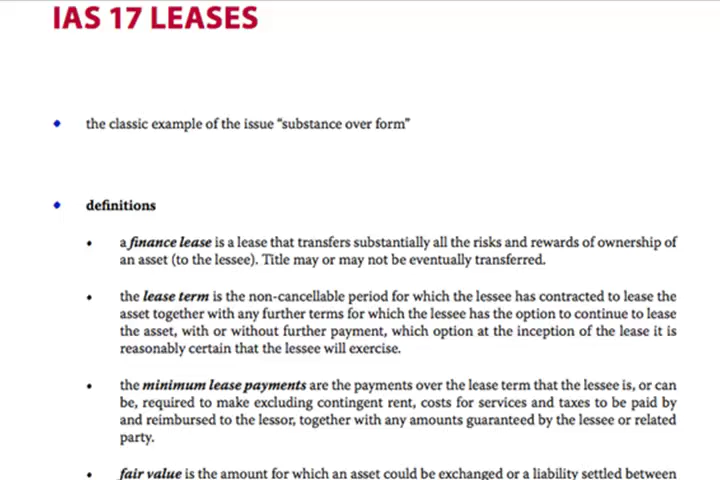 IAS 17 LEASES
• the classic example of the issue “substance over form”
• definitions
• a finance lease is a lease that transfers substantially all the risks and rewards of ownership of
an asset (to the lessee). Title may or may not be eventually transferred.
• the lease term is the non-cancellable period for which the lessee has contracted to lease the
asset together with any further terms for which the lessee has the option to continue to lease
the asset, with or without further payment, which option at the inception of the lease it is
reasonably certain that the lessee will exercise.
• the minimum lease payments are the payments over the lease term that the lessee is, or can
be, required to make excluding contingent rent, costs for services and taxes to be paid by
and reimbursed to the lessor, together with any amounts guaranteed by the lessee or related
party.
• fair value is the amount for which an asset could be exchanged or a liability settled between